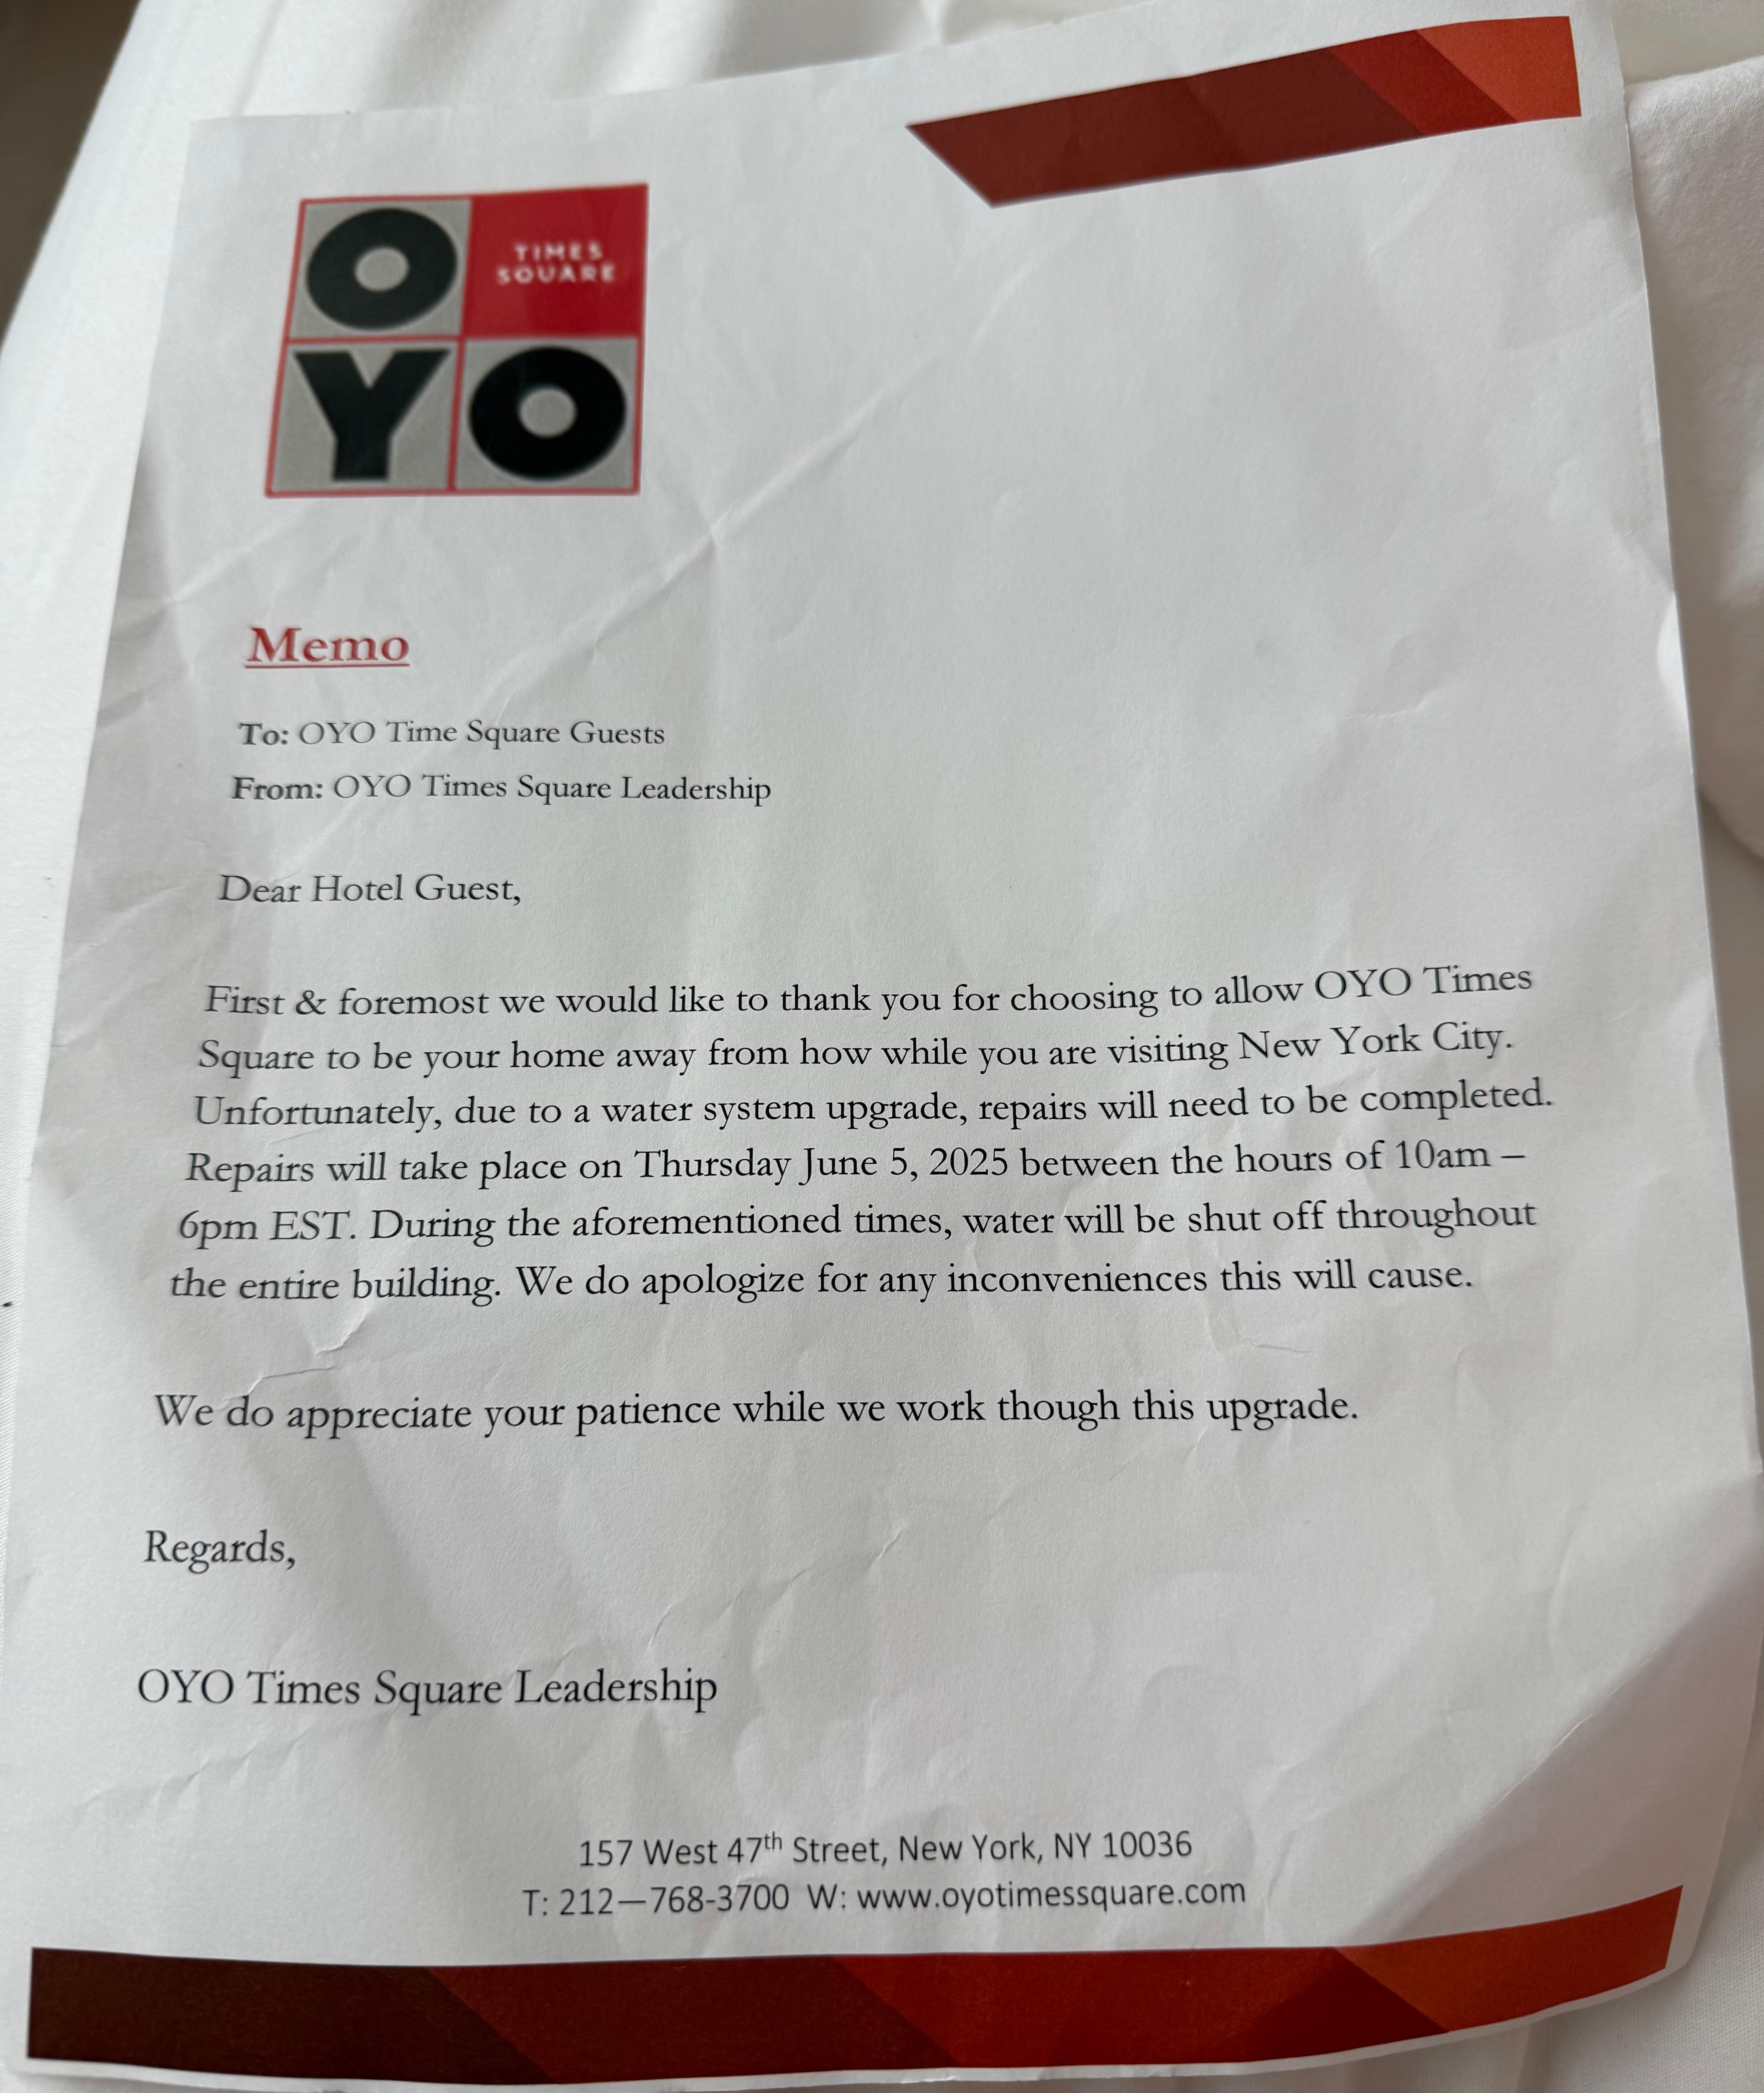 O TIMES
SQUARE
YO
Memo
To: OYO Time Square Guests
From: OYO Times Square Leadership
Dear Hotel Guest,
First & foremost we would like to thank you for choosing to allow OYO Times
Square to be your home away from how while you are visiting New York City.
Unfortunately, due to a water system upgrade, repairs will need to be completed.
Repairs will take place on Thursday June 5, 2025 between the hours of 10am –
6pm EST. During the aforementioned times, water will be shut off throughout
the entire building. We do apologize for any inconveniences this will cause.
We do appreciate your patience while we work though this upgrade.
Regards,
OYO Times Square Leadership
157 West 47th Street, New York, NY 10036
T: 212—768-3700 W: www.oyotimessquare.com